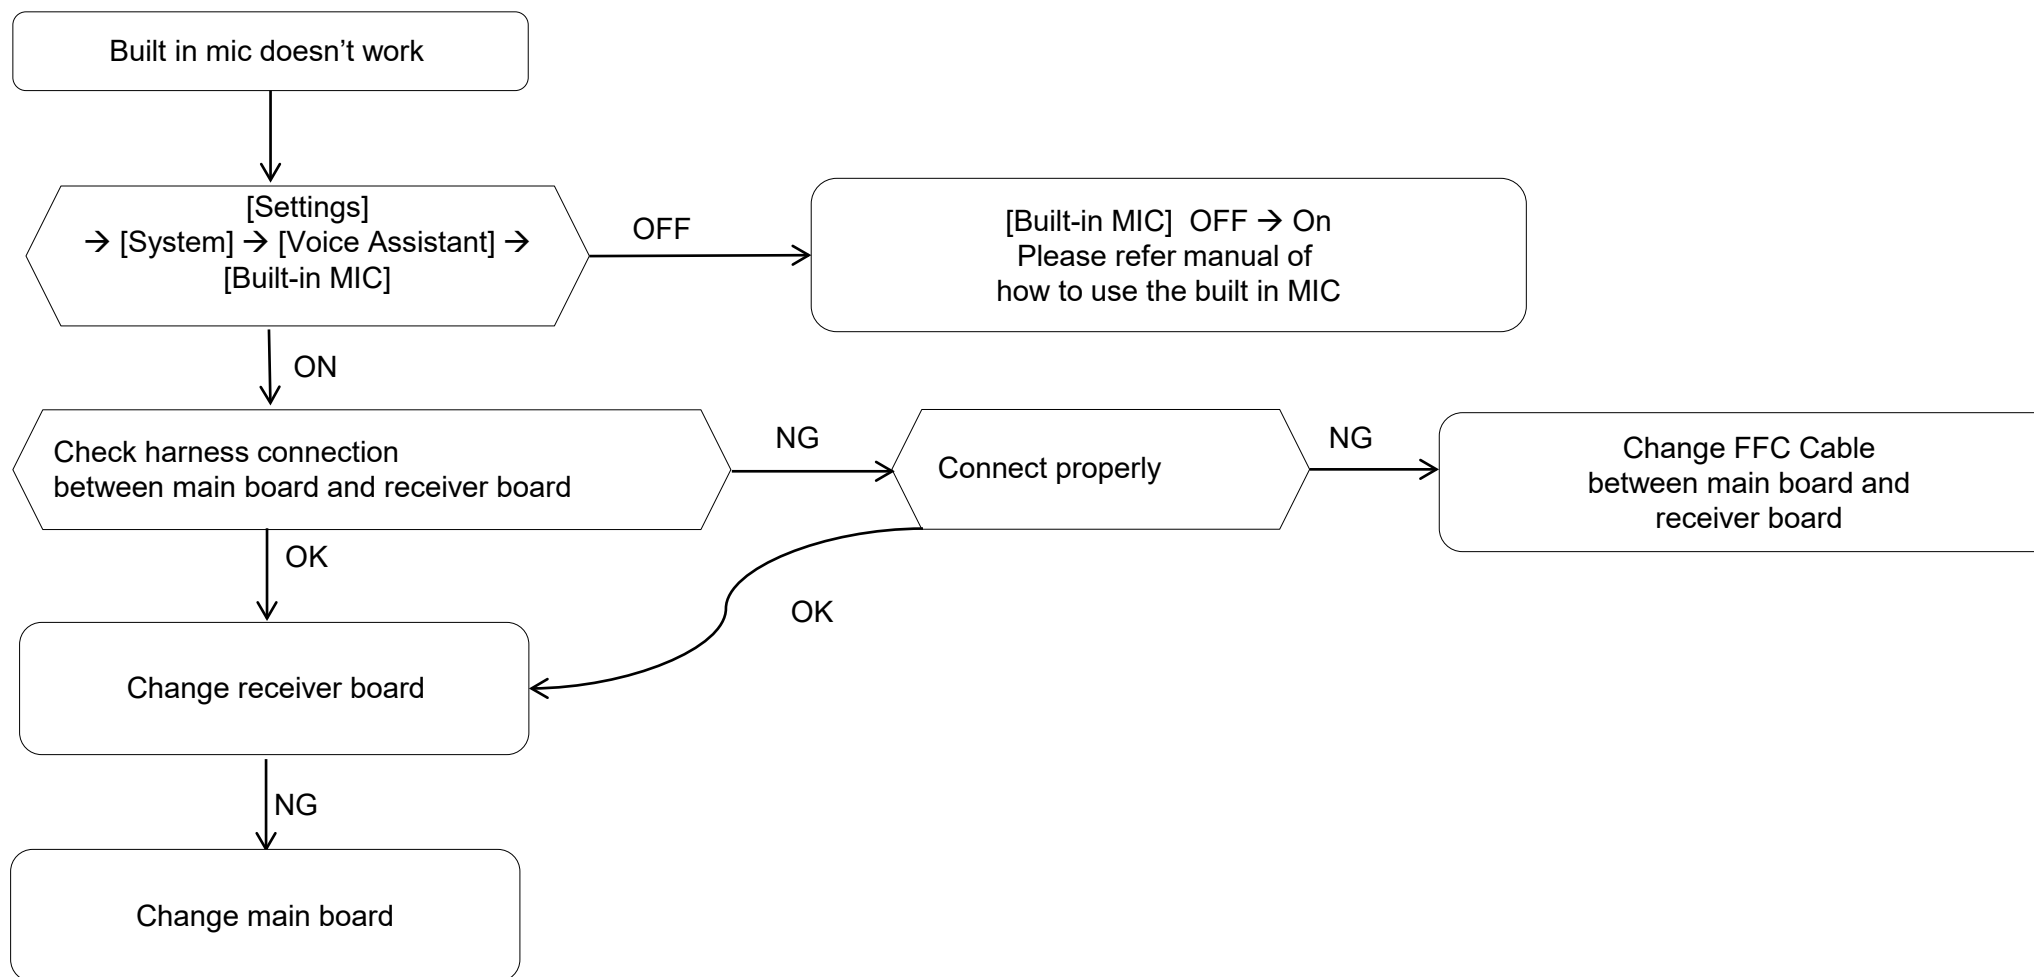 Built in mic doesn’t work
[Settings]
→ [System] → [Voice Assistant] →
[Built-in MIC]
OFF
[Built-in MIC]  OFF → On
Please refer manual of
how to use the built in MIC
ON
Check harness connection
between main board and receiver board
NG
Connect properly
NG
Change FFC Cable
between main board and
receiver board
OK
OK
Change receiver board
NG
Change main board